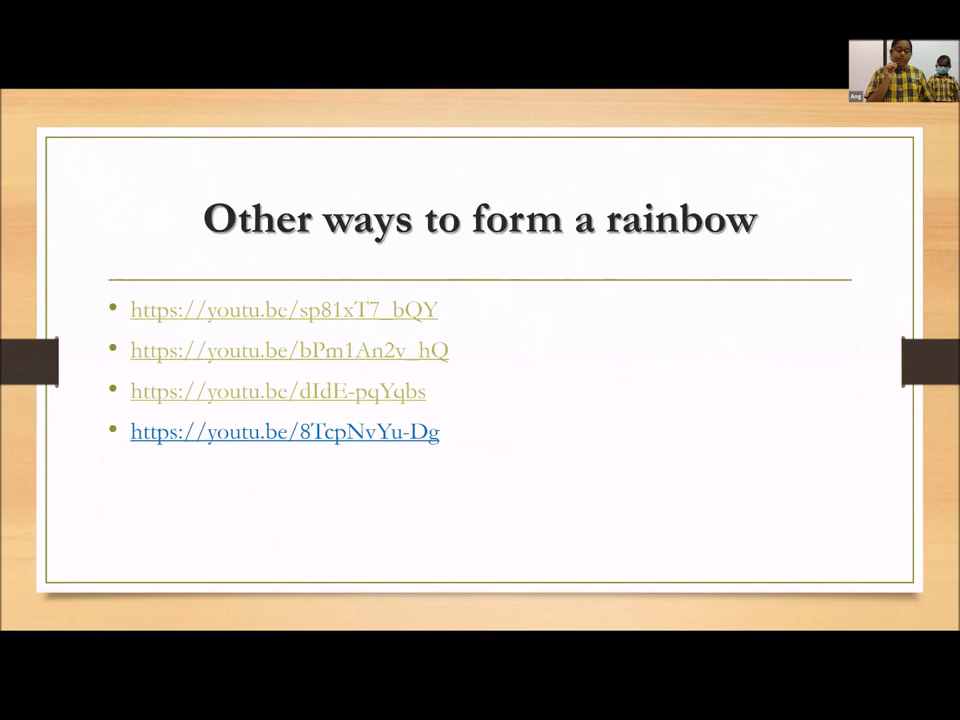 Ang
Other ways to form a rainbow
https://youtu.be/sp81xT7_bQY
https://youtu.be/bPm1An2v_hQ
https://youtu.be/dIdE-pqYqbs
https://youtu.be/8TcpNvYu-Dg